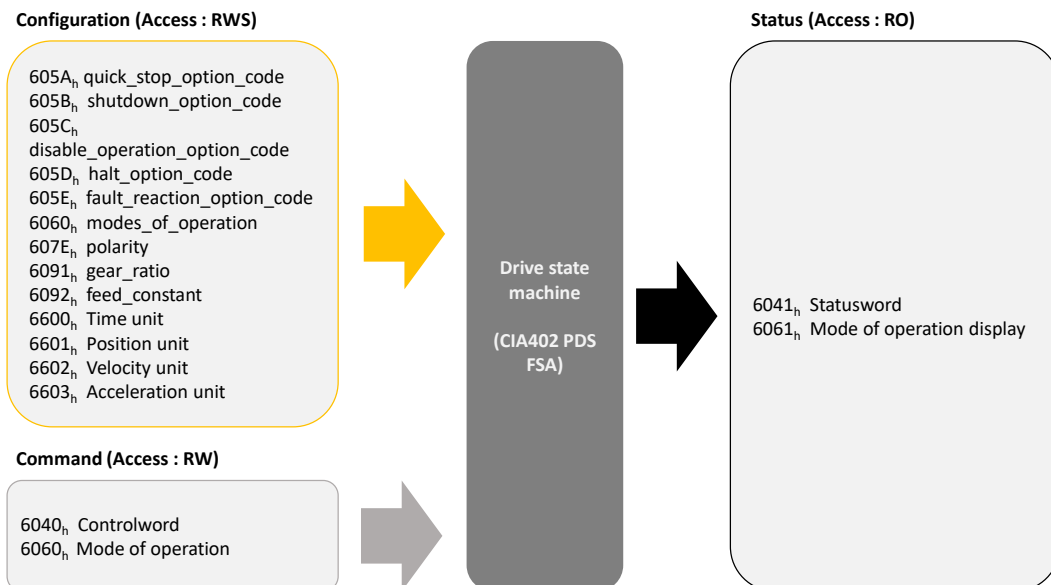 Configuration (Access : RWS)
605Ah quick_stop_option_code
605Bh shutdown_option_code
605Ch
disable_operation_option_code
605Dh halt_option_code
605Eh fault_reaction_option_code
6060h modes_of_operation
607Eh polarity
6091h gear_ratio
6092h feed_constant
6600h Time unit
6601h Position unit
6602h Velocity unit
6603h Acceleration unit
Command (Access : RW)
6040h Controlword
6060h Mode of operation
Drive state
machine
(CIA402 PDS
FSA)
Status (Access : RO)
6041h Statusword
6061h Mode of operation display